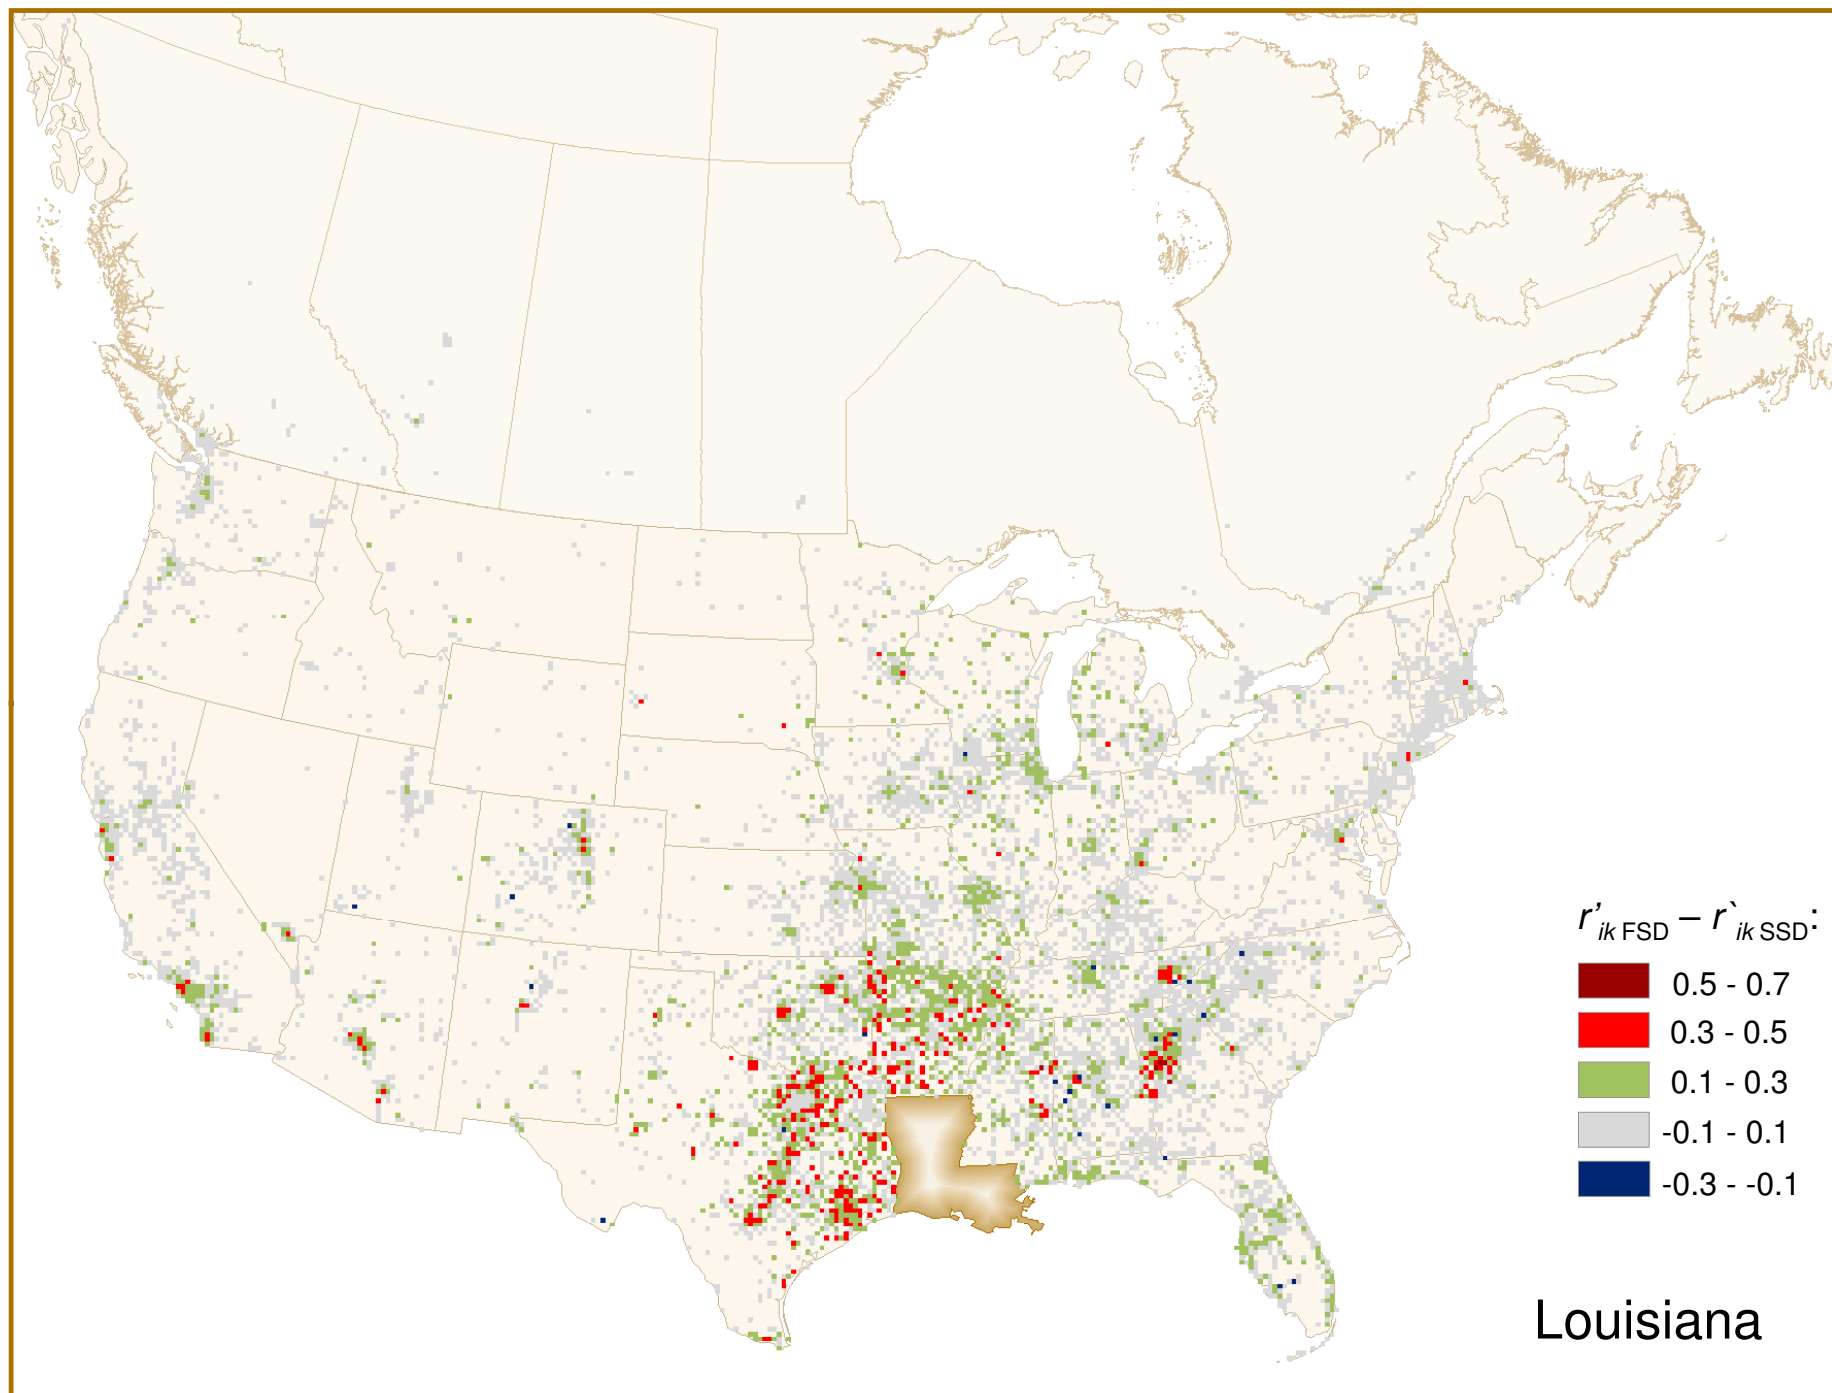 r’ik FSD – r`ik SSD:
0.5 - 0.7
0.3 - 0.5
0.1 - 0.3
-0.1 - 0.1
-0.3 - -0.1
Louisiana